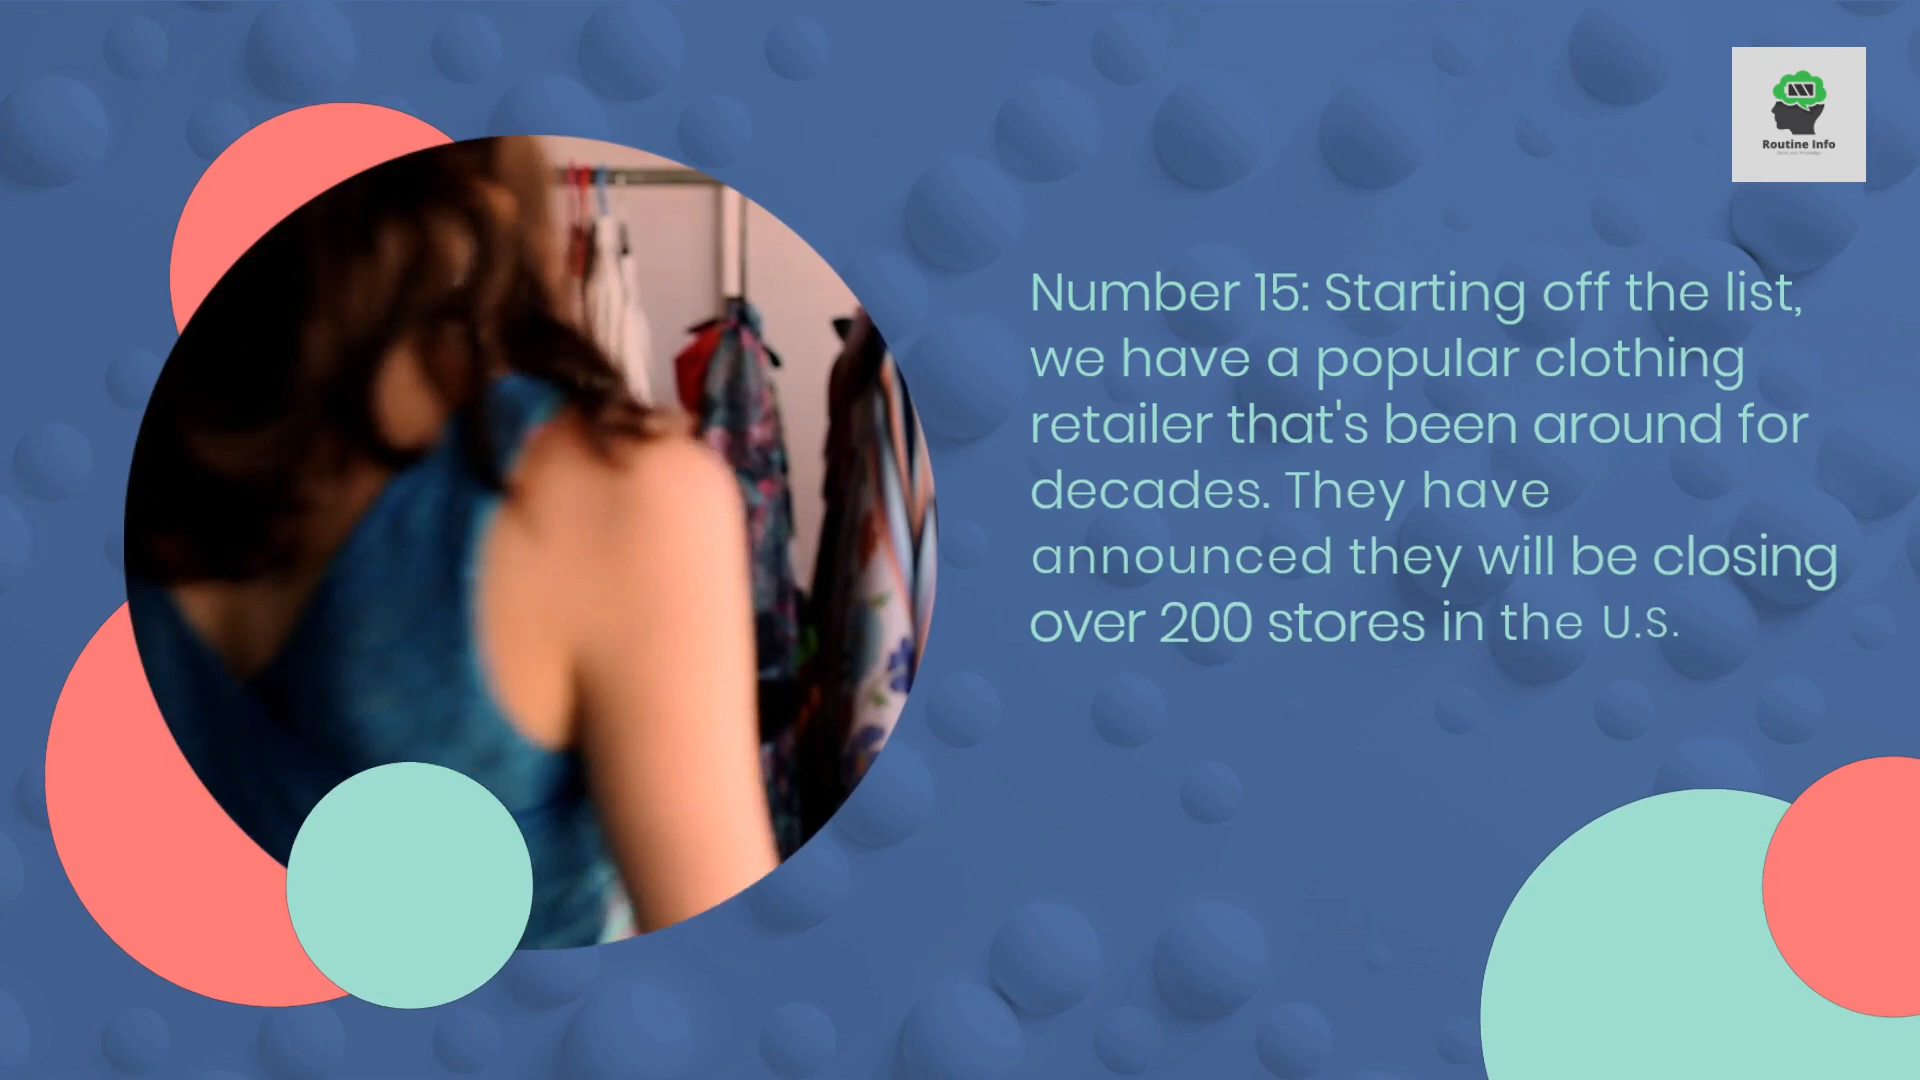 Routine Info
Number 15: Starting off the list,
we have a popular clothing
retailer that's been around for
decades. They have
announced they will be closing
over 200 stores in the U.S.